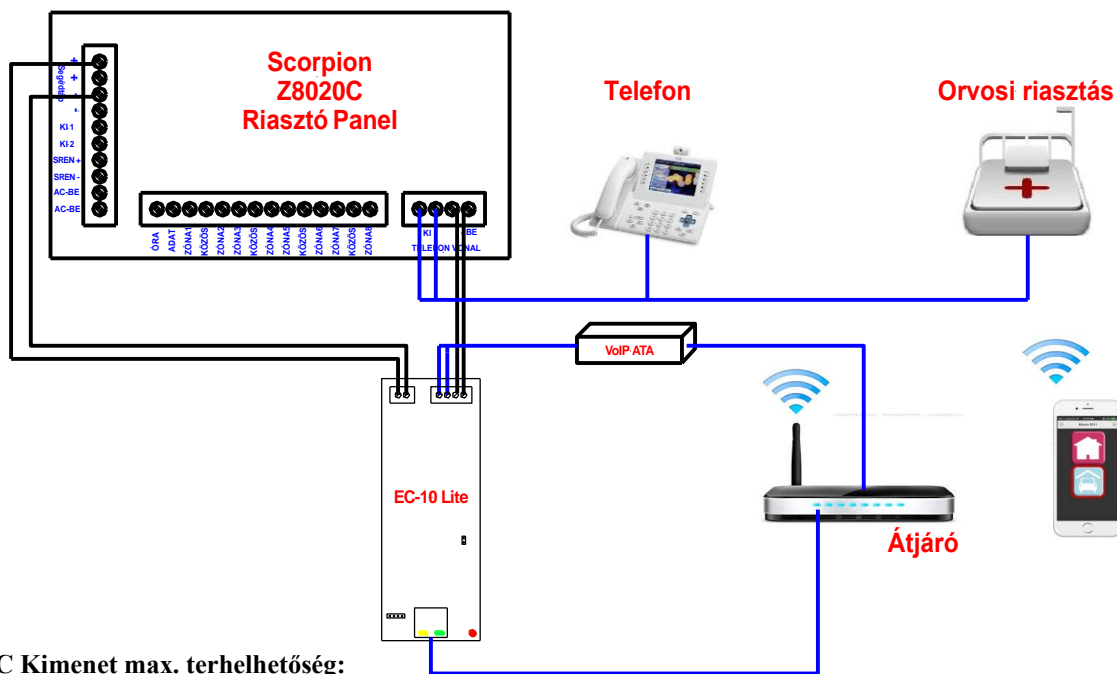 Scorpion
Z8020C
Riasztó Panel
Telefon
Orvosi riasztás
+
+
-
-
Segédtáp
KI-1
KI-2
SREN +
SREN -
AC-BE
AC-BE
ÓRA
ADAT
ZÓNA1
KÖZÖS
ZÓNA2
ZÓNA3
KÖZÖS
ZÓNA4
ZÓNA5
KÖZÖS
ZÓNA6
ZÓNA7
KÖZÖS
ZÓNA8
KI
BE
TELEFON VONAL
VoIP ATA
EC-10 Lite
Átjáró
C Kimenet max. terhelhetőség: